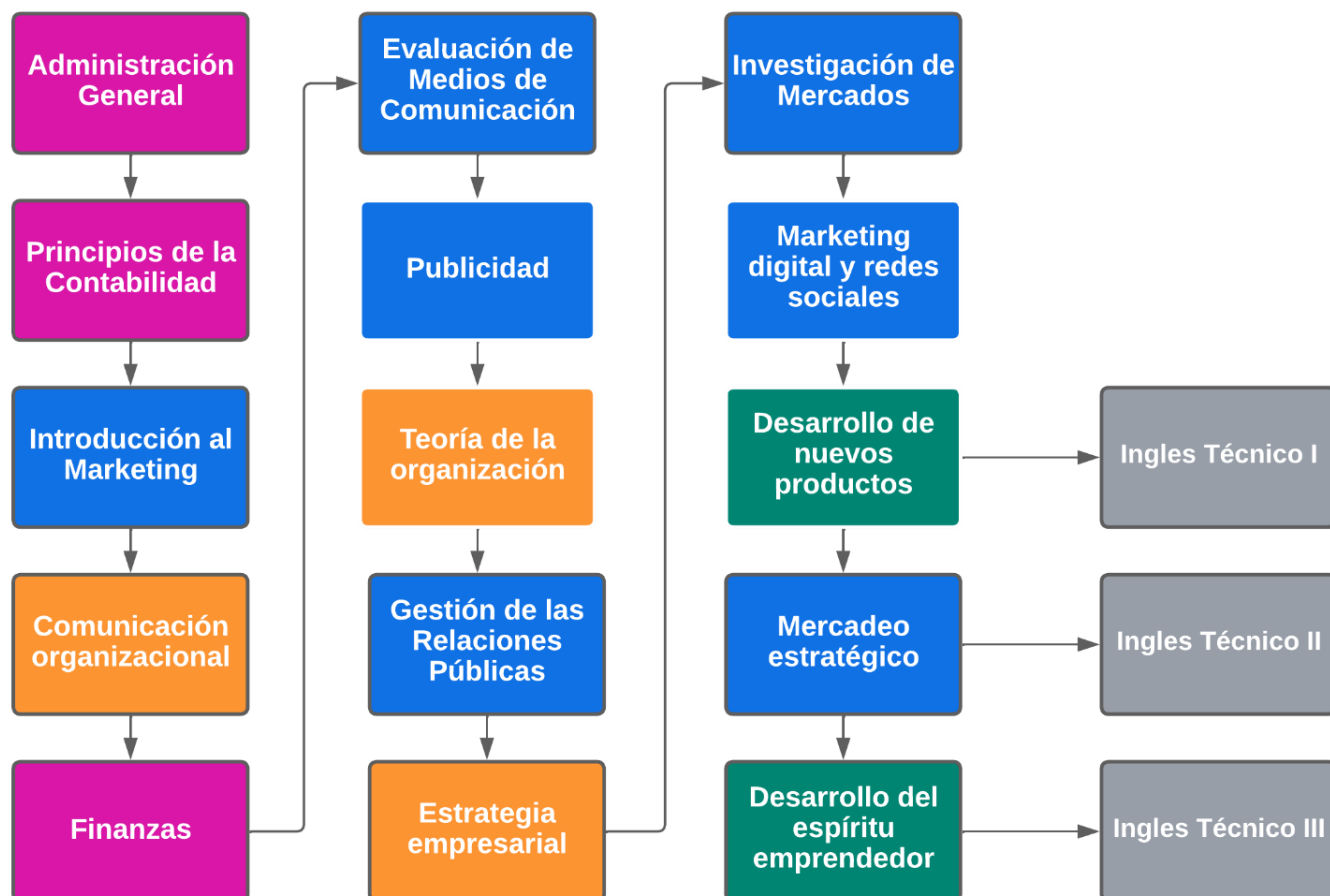 Administración
General
Principios de la
Contabilidad
Introducción al
Marketing
Comunicación
organizacional
Finanzas
Evaluación de
Medios de
Comunicación
Publicidad
Teoría de la
organización
Gestión de las
Relaciones
Públicas
Estrategia
empresarial
Investigación de
Mercados
Marketing
digital y redes
sociales
Desarrollo de
nuevos
productos
Mercadeo
estratégico
Desarrollo del
espíritu
emprendedor
Ingles Técnico I
Ingles Técnico II
Ingles Técnico III